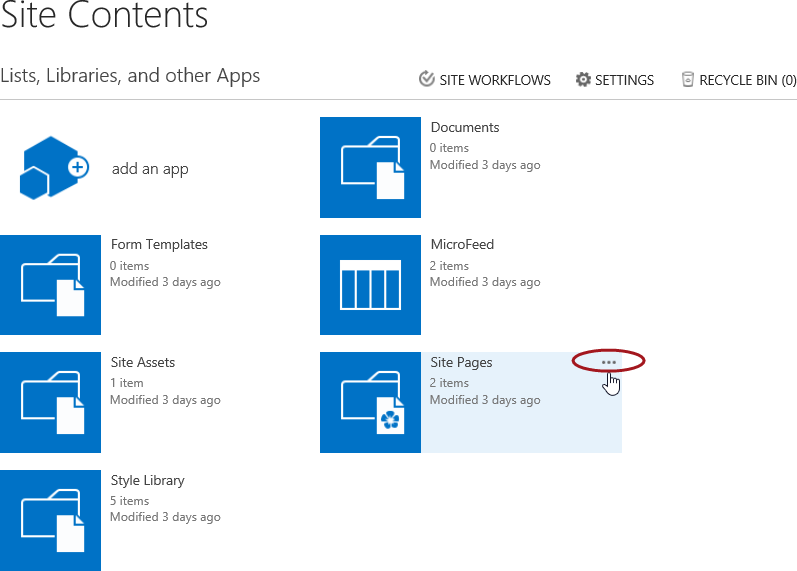 Site Contents
Lists, Libraries, and other Apps
SITE WORKFLOWS
SETTINGS
RECYCLE BIN (0)
add an app
Documents
0 items
Modified 3 days ago
Form Templates
0 items
Modified 3 days ago
MicroFeed
2 items
Modified 3 days ago
Site Assets
1 item
Modified 3 days ago
Site Pages
...
2 items
Modified 3 days ago
Style Library
5 items
Modified 3 days ago